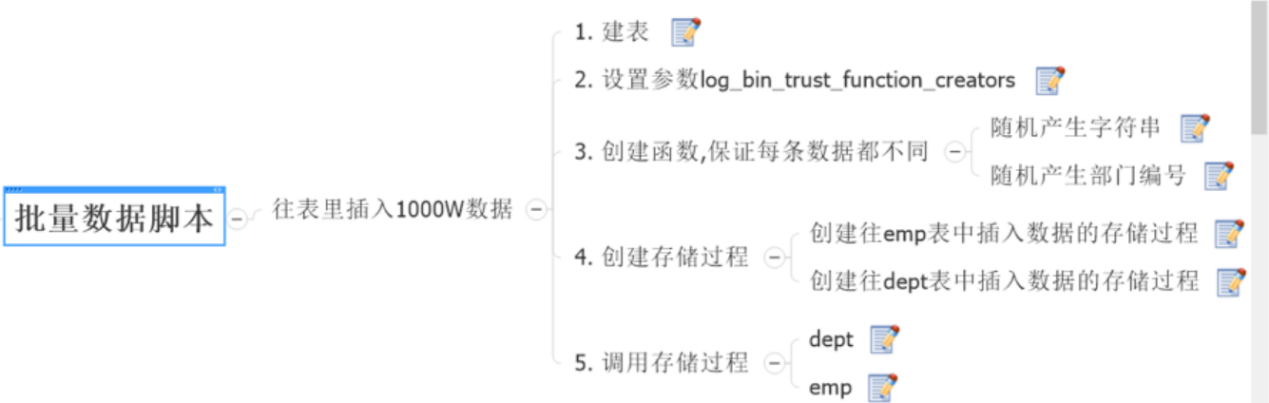 批量数据脚本
往表里插入1000W数据
1. 建表
2. 设置参数log_bin_trust_function_creators
3. 创建函数,保证每条数据都不同
随机产生字符串
随机产生部门编号
4. 创建存储过程
创建往emp表中插入数据的存储过程
创建往dept表中插入数据的存储过程
5. 调用存储过程
dept
emp